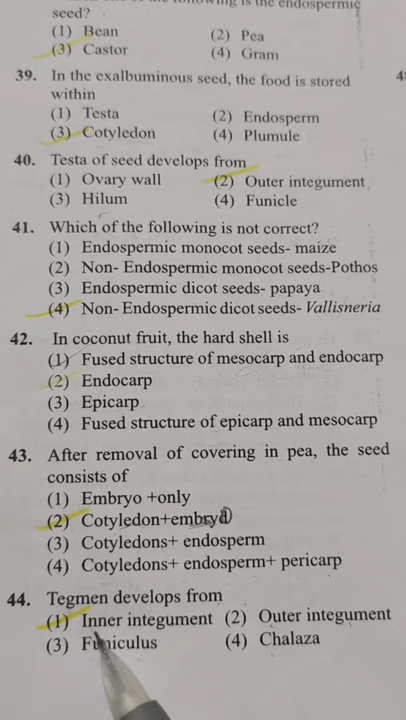 is the endospermic
seed?
(1) Bean (2) Pea
(3) Castor (4) Gram
39. In the exalbuminous seed, the food is stored
within
(1) Testa (2) Endosperm
(3) Cotyledon (4) Plumule
40. Testa of seed develops from
(1) Ovary wall (2) Outer integument
(3) Hilum (4) Funicle
41. Which of the following is not correct?
(1) Endospermic monocot seeds- maize
(2) Non- Endospermic monocot seeds-Pothos
(3) Endospermic dicot seeds- papaya
(4) Non- Endospermic dicot seeds- Vallisneria
42. In coconut fruit, the hard shell is
(1) Fused structure of mesocarp and endocarp
(2) Endocarp
(3) Epicarp
(4) Fused structure of epicarp and mesocarp
43. After removal of covering in pea, the seed
consists of
(1) Embryo +only
(2) Cotyledon+embryo
(3) Cotyledons+ endosperm
(4) Cotyledons+ endosperm+ pericarp
44. Tegmen develops from
(1) Inner integument (2) Outer integument
(3) Funiculus (4) Chalaza